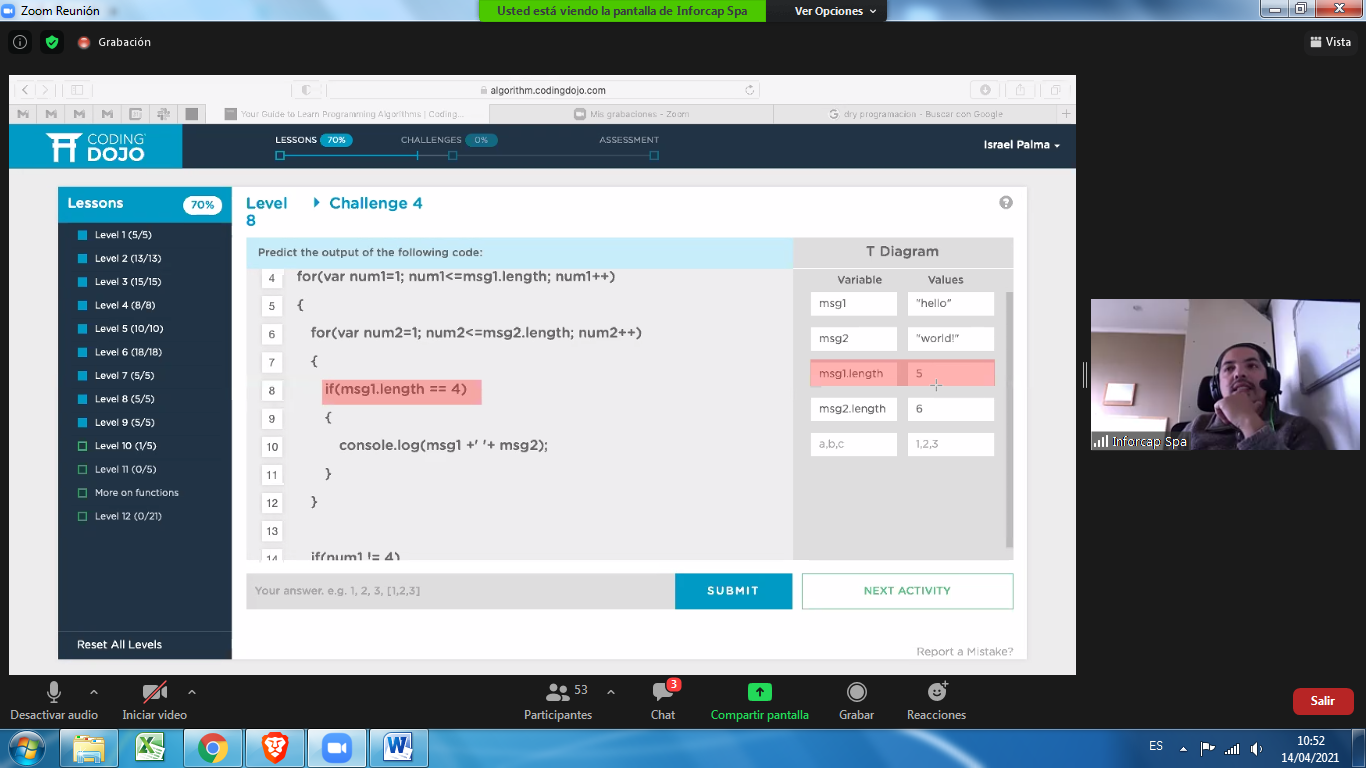 Zoom Reunión
Usted está viendo la pantalla de Inforcap Spa
Ver Opciones
Grabación
Vista
algorithm.codingdojo.com
Your Guide to Learn Programming Algorithms | Coding...
Mis grabaciones - Zoom
dry programacion - Buscar con Google
CODING
DOJO
LESSONS 70% CHALLENGES 0% ASSESSMENT
Israel Palma
Lessons 70%
Level 1 (5/5)
Level 2 (13/13)
Level 3 (15/15)
Level 4 (8/8)
Level 5 (10/10)
Level 6 (18/18)
Level 7 (5/5)
Level 8 (5/5)
Level 9 (5/5)
Level 10 (1/5)
Level 11 (0/5)
More on functions
Level 12 (0/21)
Reset All Levels
Level
8
Challenge 4
Predict the output of the following code:
4 for(var num1=1; num1<=msg1.length; num1++)
5 {
6 for(var num2=1; num2<=msg2.length; num2++)
7 {
8 if(msg1.length == 4)
9 {
10 console.log(msg1 +' '+ msg2);
11 }
12 }
13
14 if(num1 != 4)
T Diagram
Variable Values
msg1 "hello"
msg2 "world!"
msg1.length 5
msg2.length 6
a,b,c 1,2,3
Your answer. e.g. 1, 2, 3, [1,2,3]
SUBMIT
NEXT ACTIVITY
Report a Mistake?
Inforcap Spa
Desactivar audio
Iniciar video
53
Participantes
3
Chat
Compartir pantalla
Grabar
Reacciones
Salir
ES
10:52
14/04/2021